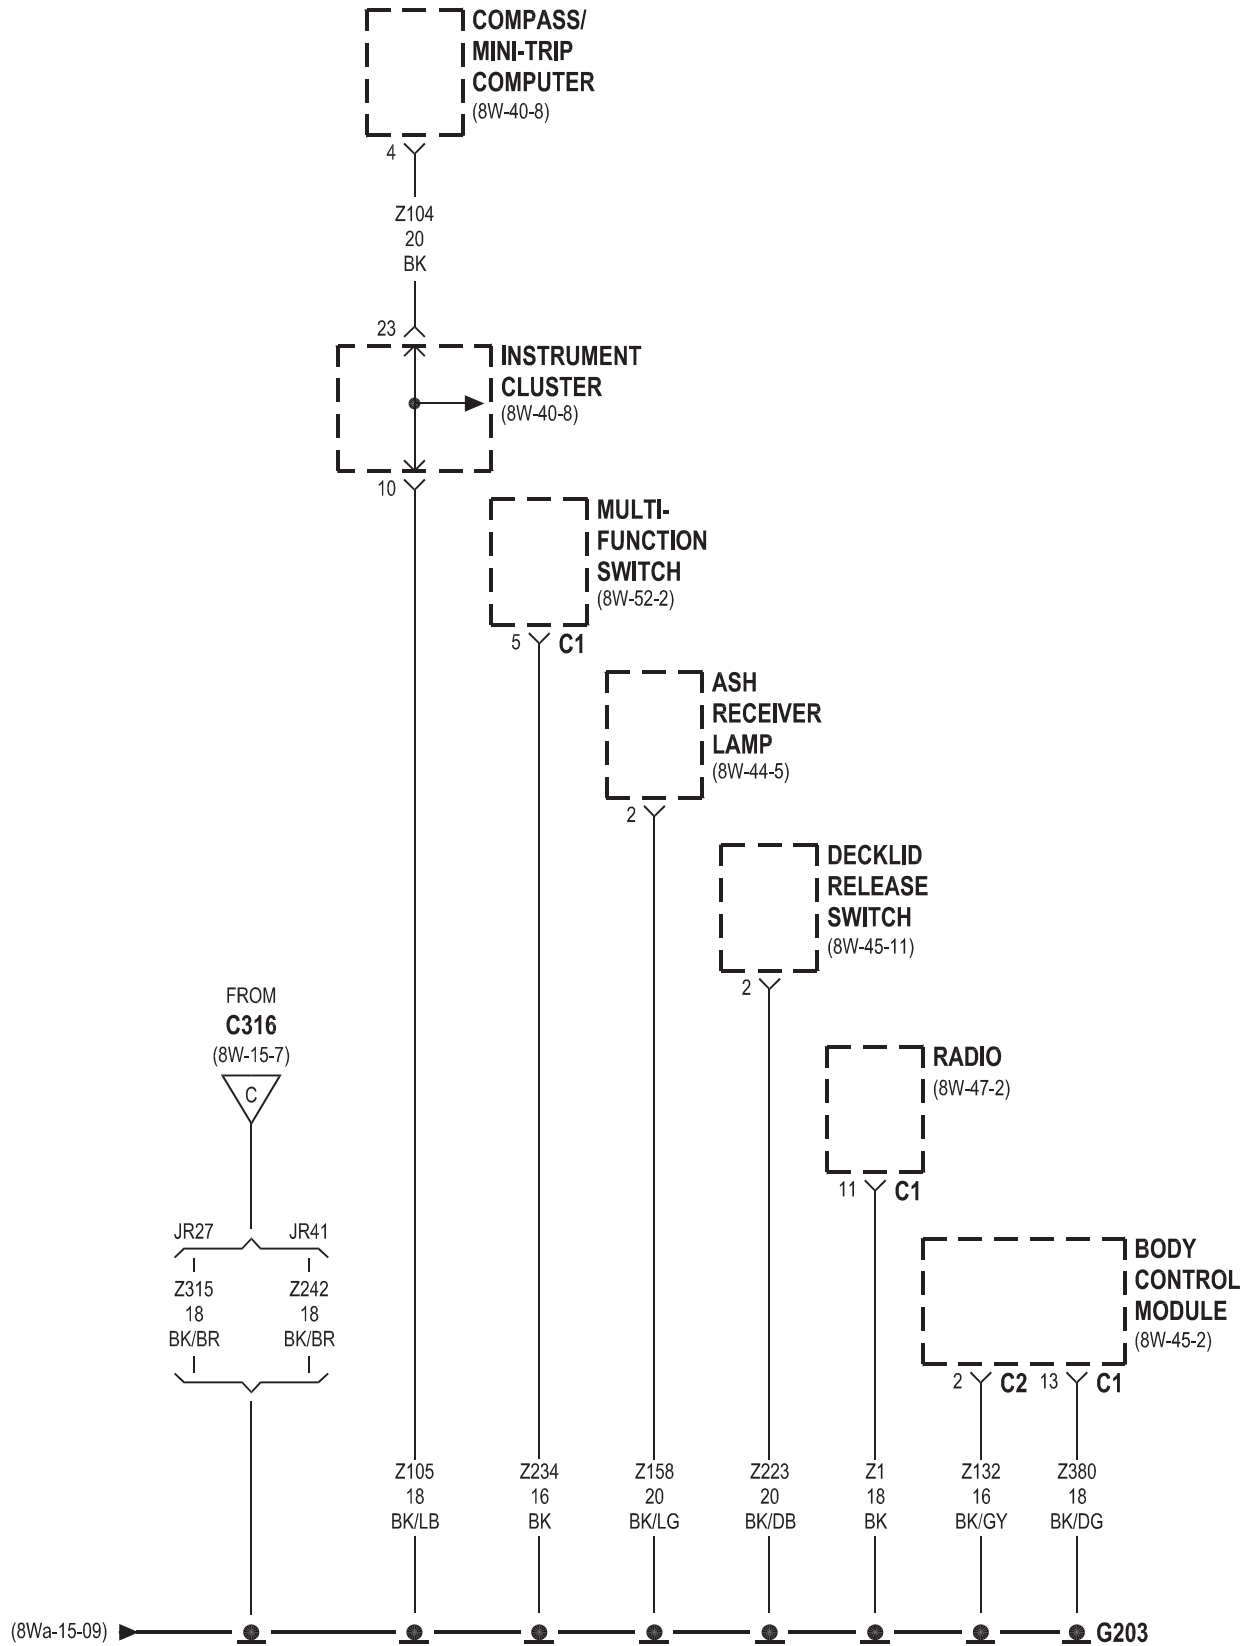 COMPASS/
MINI-TRIP
COMPUTER
(8W-40-8)
4
Z104
20
BK
23
INSTRUMENT
CLUSTER
(8W-40-8)
10
MULTI-
FUNCTION
SWITCH
(8W-52-2)
5 C1
ASH
RECEIVER
LAMP
(8W-44-5)
2
DECKLID
RELEASE
SWITCH
(8W-45-11)
2
FROM
C316
(8W-15-7)
C
RADIO
(8W-47-2)
11 C1
JR27 JR41
Z315 Z242
18 18
BK/BR BK/BR
BODY
CONTROL
MODULE
(8W-45-2)
2 C2 13 C1
Z105 Z234 Z158 Z223 Z1 Z132 Z380
18 16 20 20 18 16 18
BK/LB BK BK/LG BK/DB BK BK/GY BK/DG
(8Wa-15-09) G203